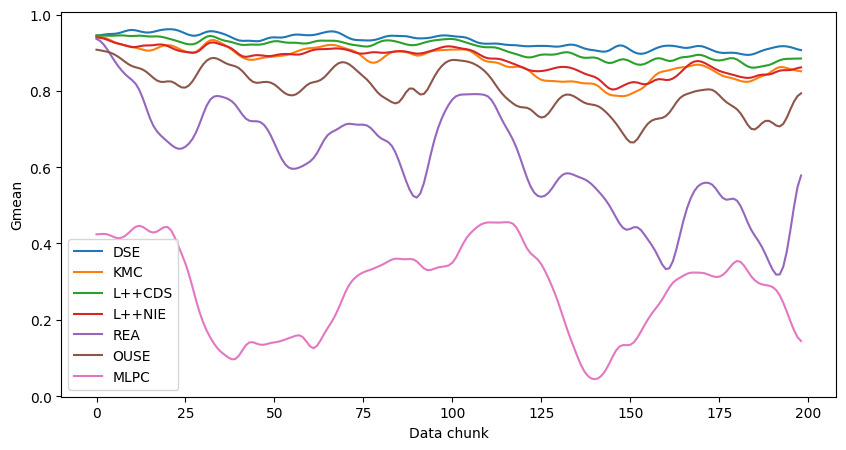 1.0
0.8
0.6
0.4
0.2
0.0
Gmean
DSE
KMC
L++CDS
L++NIE
REA
OUSE
MLPC
0 25 50 75 100 125 150 175 200
Data chunk